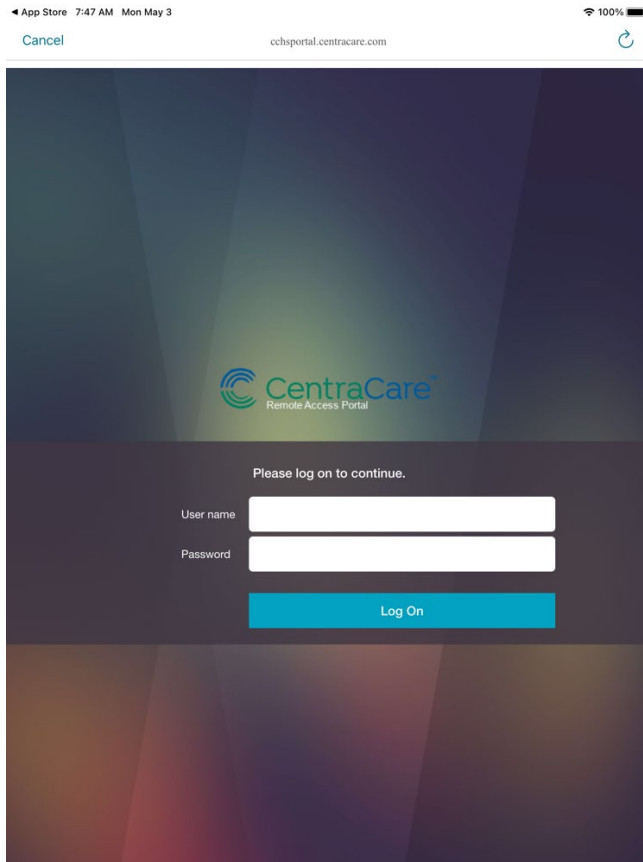 App Store 7:47 AM Mon May 3 100%
Cancel cchsportal.centracare.com
CentraCare™
Remote Access Portal
Please log on to continue.
User name
Password
Log On